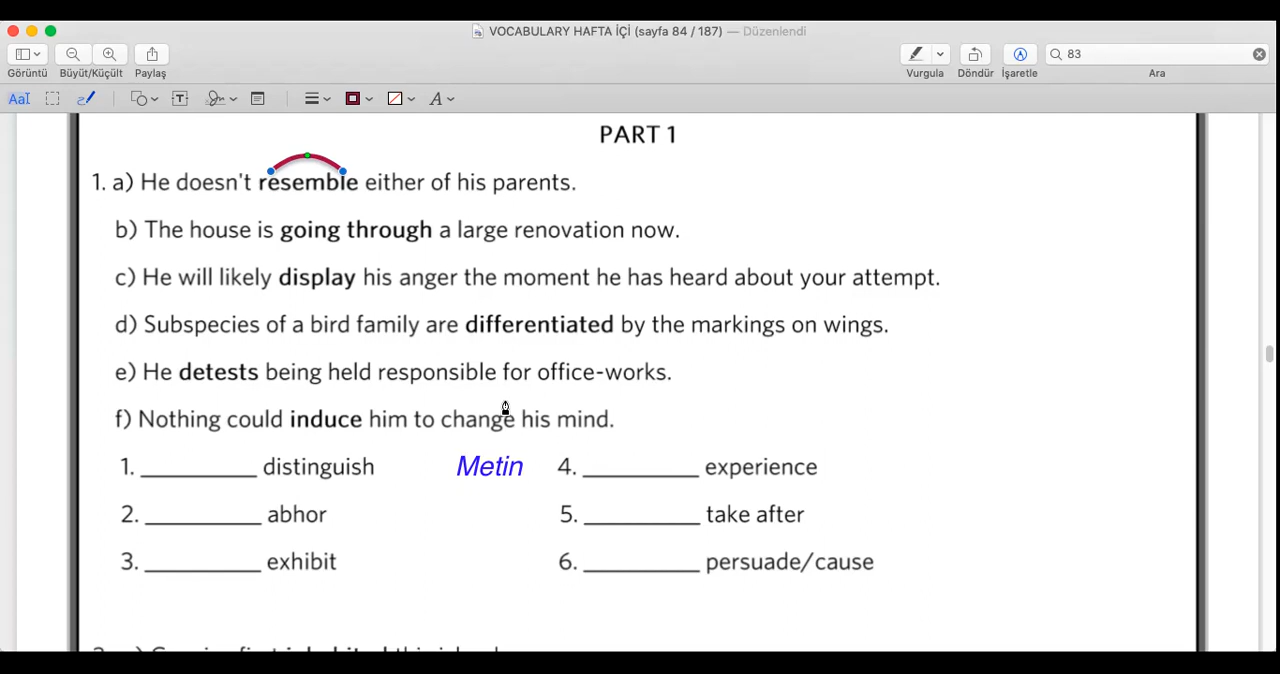 VOCABULARY HAFTA İÇİ (sayfa 84 / 187) — Düzenlendi
83
Görüntü Büyüt/Küçült Paylaş Vurgula Döndür İşaretle Ara
AaI T A
PART 1
1. a) He doesn't resemble either of his parents.
b) The house is going through a large renovation now.
c) He will likely display his anger the moment he has heard about your attempt.
d) Subspecies of a bird family are differentiated by the markings on wings.
e) He detests being held responsible for office-works.
f) Nothing could induce him to change his mind.
1. __________ distinguish Metin 4. __________ experience
2. __________ abhor 5. __________ take after
3. __________ exhibit 6. __________ persuade/cause